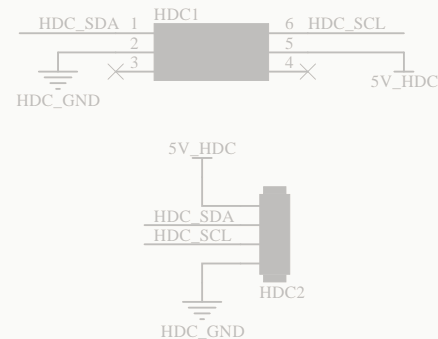 HDC1
HDC_SDA 1 6 HDC_SCL
2 5
3 4
HDC_GND 5V_HDC
5V_HDC
HDC_SDA
HDC_SCL
HDC2
HDC_GND